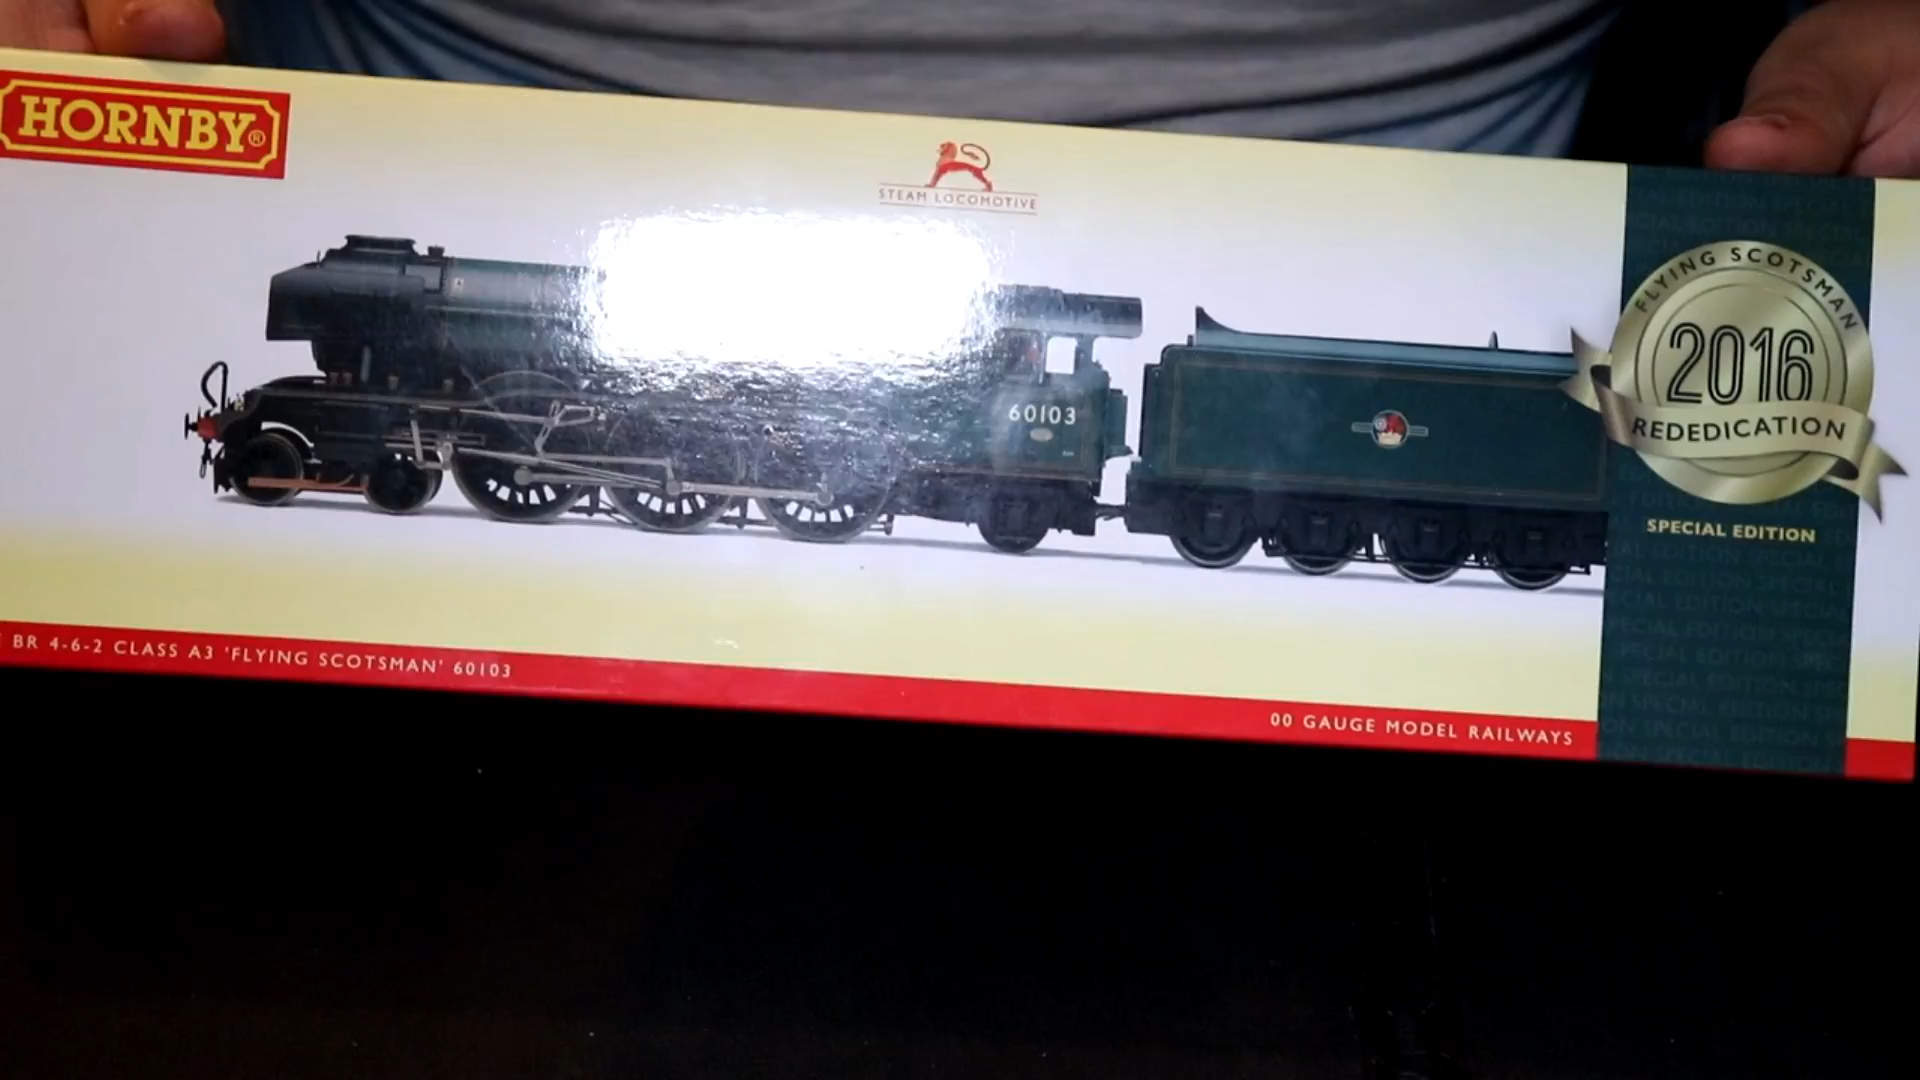 HORNBY®
STEAM LOCOMOTIVE
60103
FLYING SCOTSMAN
2016
REDEDICATION
SPECIAL EDITION
BR 4-6-2 CLASS A3 'FLYING SCOTSMAN' 60103
00 GAUGE MODEL RAILWAYS